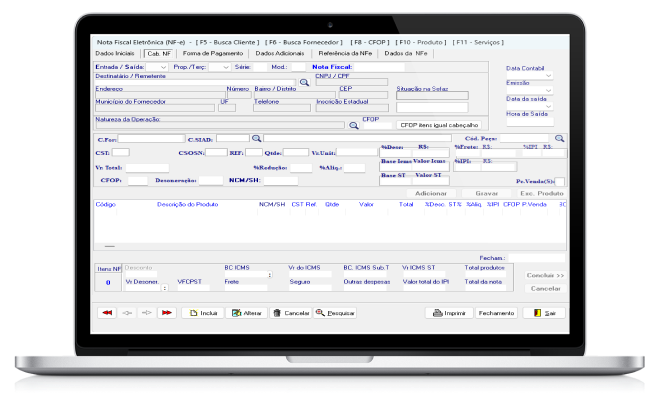 Nota Fiscal Eletrônica (NF-e) - [ F5 - Busca Cliente ] [ F6 - Busca Fornecedor ] [ F8 - CFOP ] [ F10 - Produto ] [ F11 - Serviços ]
Dados Iniciais Cab. NF Forma de Pagamento Dados Adicionais Referência da NFe Dados da NFe
Entrada / Saída: Prop./Terç: Série: Mod.: Nota Fiscal: Data Contabil
Destinatário / Remetente CNPJ / CPF
Emissão
Endereco Número Bairro / Distrito CEP Situação na Sefaz
Data da saída
Município do Fornecedor UF Telefone Inscrição Estadual
Hora de Saída
Natureza da Operação CFOP
CFOP itens igual cabeçalho
C.For: C.SIAD: Cód. Peça:
CST: CSOSN: REF: Qtde: Vr.Unit: %Desc: R$: %Frete: R$: %IPI R$:
Vr. Total: %Redução: %Aliq.: Base Icms Valor Icms %IPI. R$:
CFOP: Desoneração: NCM/SH: Base ST Valor ST Pr.Venda(S):
Adicionar Gravar Exc. Produto
Código Descrição do Produto NCM/SH CST Ref. Qtde Valor Total %Desc ST% %Aliq. %IPI CFOP P.Venda BC
Fecham.:
Itens NF Desconto: BC ICMS Vr do ICMS BC. ICMS Sub.T Vr ICMS ST Total produtos
Concluir >>
0 Vr Desoner. VFCPST Frete Seguro Outras despesas Valor total do IPI Total da nota
Cancelar
Incluir Alterar Cancelar Pesquisar Imprimir Fechamento Sair